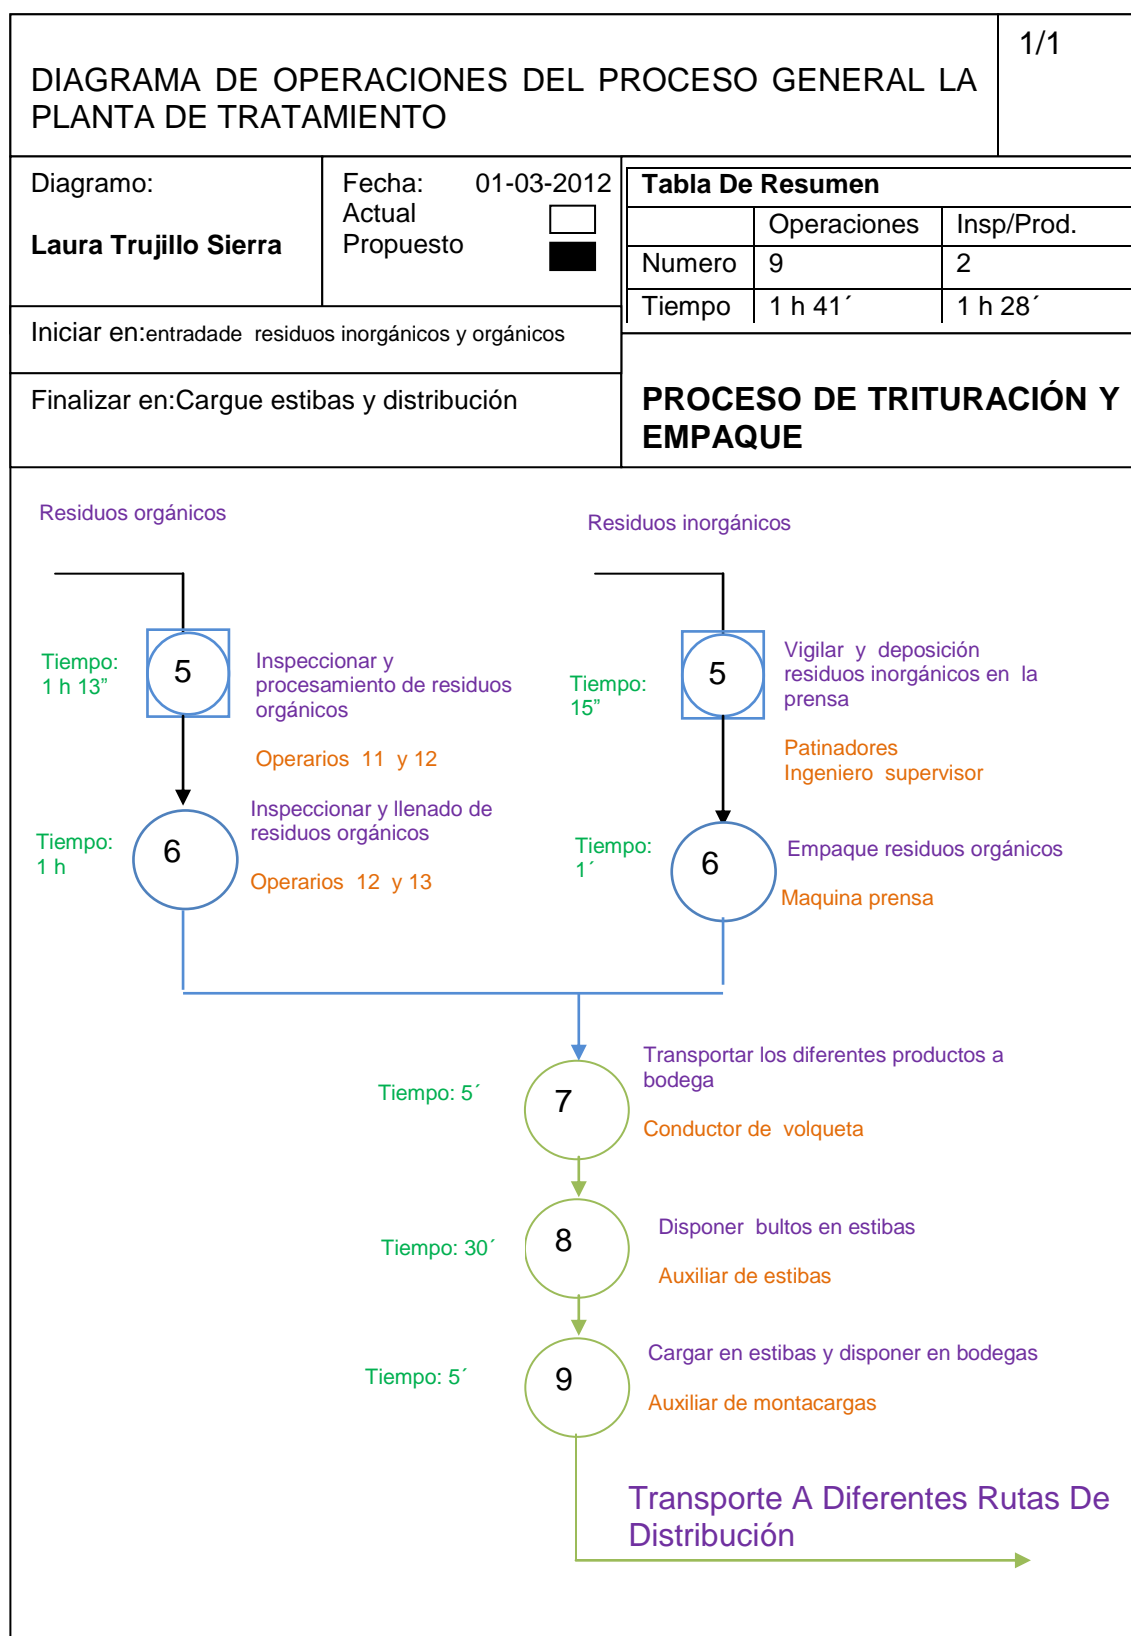 1/1
DIAGRAMA DE OPERACIONES DEL PROCESO GENERAL LA
PLANTA DE TRATAMIENTO
Diagramo:
Laura Trujillo Sierra
Fecha: 01-03-2012
Actual
Propuesto
Tabla De Resumen
Operaciones Insp/Prod.
Numero 9 2
Tiempo 1 h 41´ 1 h 28´
Iniciar en:entradade residuos inorgánicos y orgánicos
Finalizar en:Cargue estibas y distribución
PROCESO DE TRITURACIÓN Y
EMPAQUE
Residuos orgánicos
Residuos inorgánicos
Tiempo:
1 h 13”
5
Inspeccionar y
procesamiento de residuos
orgánicos
Operarios 11 y 12
Tiempo:
15”
5
Vigilar y deposición
residuos inorgánicos en la
prensa
Patinadores
Ingeniero supervisor
Tiempo:
1 h
6
Inspeccionar y llenado de
residuos orgánicos
Operarios 12 y 13
Tiempo:
1´
6
Empaque residuos orgánicos
Maquina prensa
Tiempo: 5´
7
Transportar los diferentes productos a
bodega
Conductor de volqueta
Tiempo: 30´
8
Disponer bultos en estibas
Auxiliar de estibas
Tiempo: 5´
9
Cargar en estibas y disponer en bodegas
Auxiliar de montacargas
Transporte A Diferentes Rutas De
Distribución